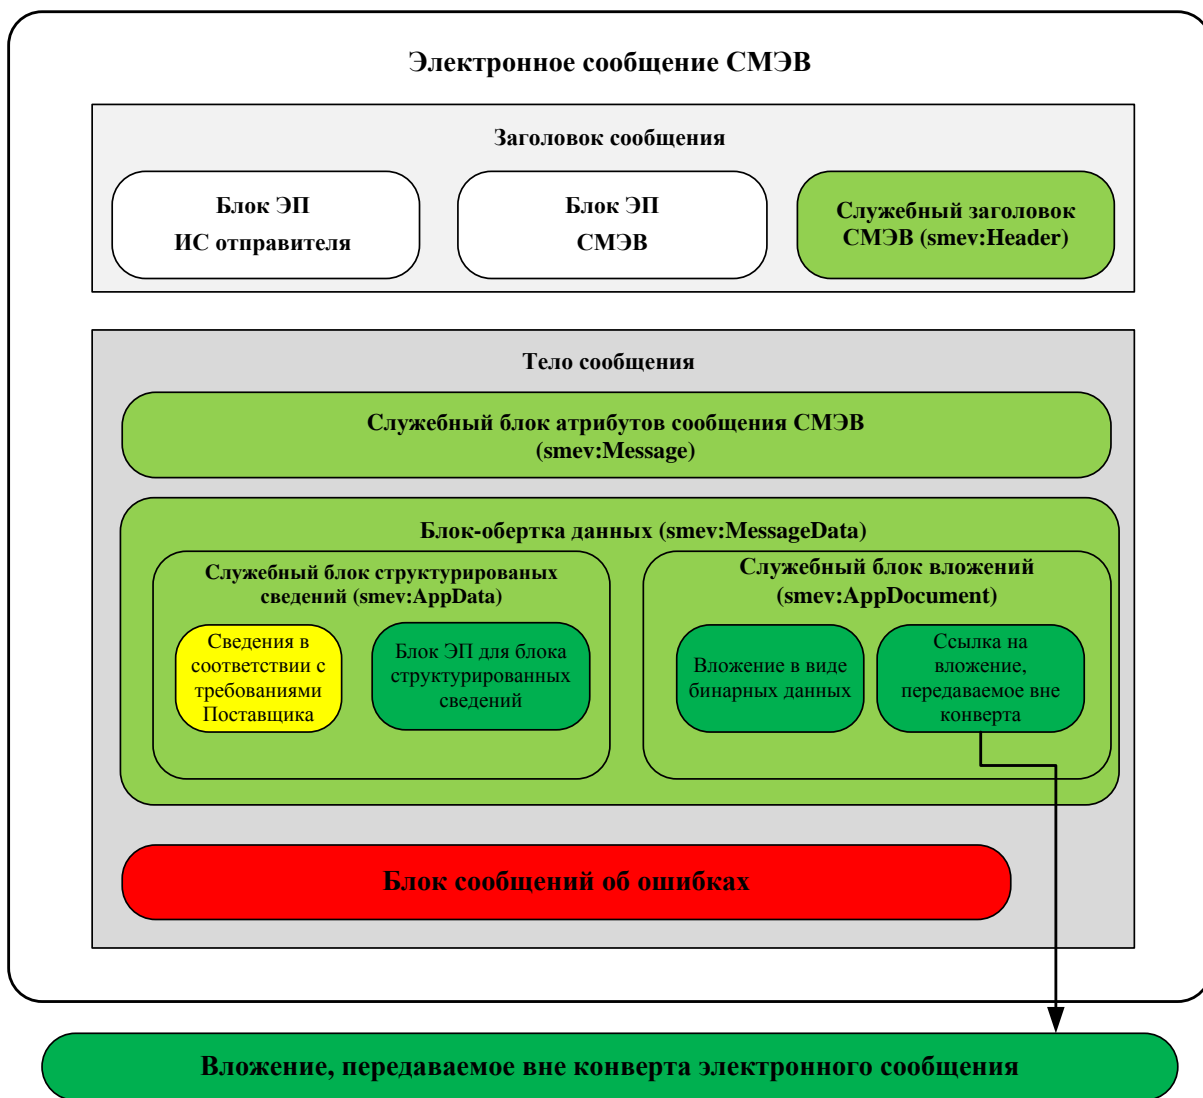 Электронное сообщение СМЭВ
Заголовок сообщения
Блок ЭП
ИС отправителя
Блок ЭП
СМЭВ
Служебный заголовок
СМЭВ (smev:Header)
Тело сообщения
Служебный блок атрибутов сообщения СМЭВ
(smev:Message)
Блок-обертка данных (smev:MessageData)
Служебный блок структурированых
сведений (smev:AppData)
Сведения в
соответствии с
требованиями
Поставщика
Блок ЭП для блока
структурированных
сведений
Служебный блок вложений
(smev:AppDocument)
Вложение в виде
бинарных данных
Ссылка на
вложение,
передаваемое вне
конверта
Блок сообщений об ошибках
Вложение, передаваемое вне конверта электронного сообщения